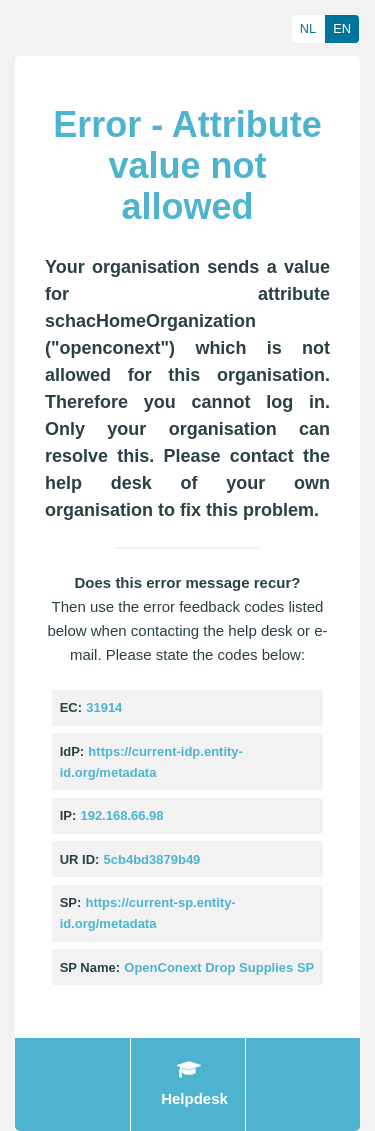 NL EN
Error - Attribute
value not
allowed
Your organisation sends a value
for attribute
schacHomeOrganization
("openconext") which is not
allowed for this organisation.
Therefore you cannot log in.
Only your organisation can
resolve this. Please contact the
help desk of your own
organisation to fix this problem.
Does this error message recur?
Then use the error feedback codes listed
below when contacting the help desk or e-
mail. Please state the codes below:
EC: 31914
IdP: https://current-idp.entity-
id.org/metadata
IP: 192.168.66.98
UR ID: 5cb4bd3879b49
SP: https://current-sp.entity-
id.org/metadata
SP Name: OpenConext Drop Supplies SP
Helpdesk